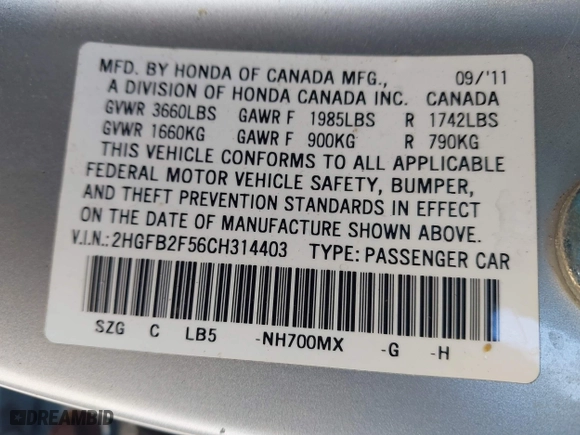 MFD. BY HONDA OF CANADA MFG., 09/'11
A DIVISION OF HONDA CANADA INC. CANADA
GVWR 3660LBS GAWR F 1985LBS R 1742LBS
GVWR 1660KG GAWR F 900KG R 790KG
THIS VEHICLE CONFORMS TO ALL APPLICABLE
FEDERAL MOTOR VEHICLE SAFETY, BUMPER,
AND THEFT PREVENTION STANDARDS IN EFFECT
ON THE DATE OF MANUFACTURE SHOWN ABOVE.
V.I.N.:2HGFB2F56CH314403 TYPE: PASSENGER CAR
SZG C LB5 -NH700MX -G -H
DREAMBID